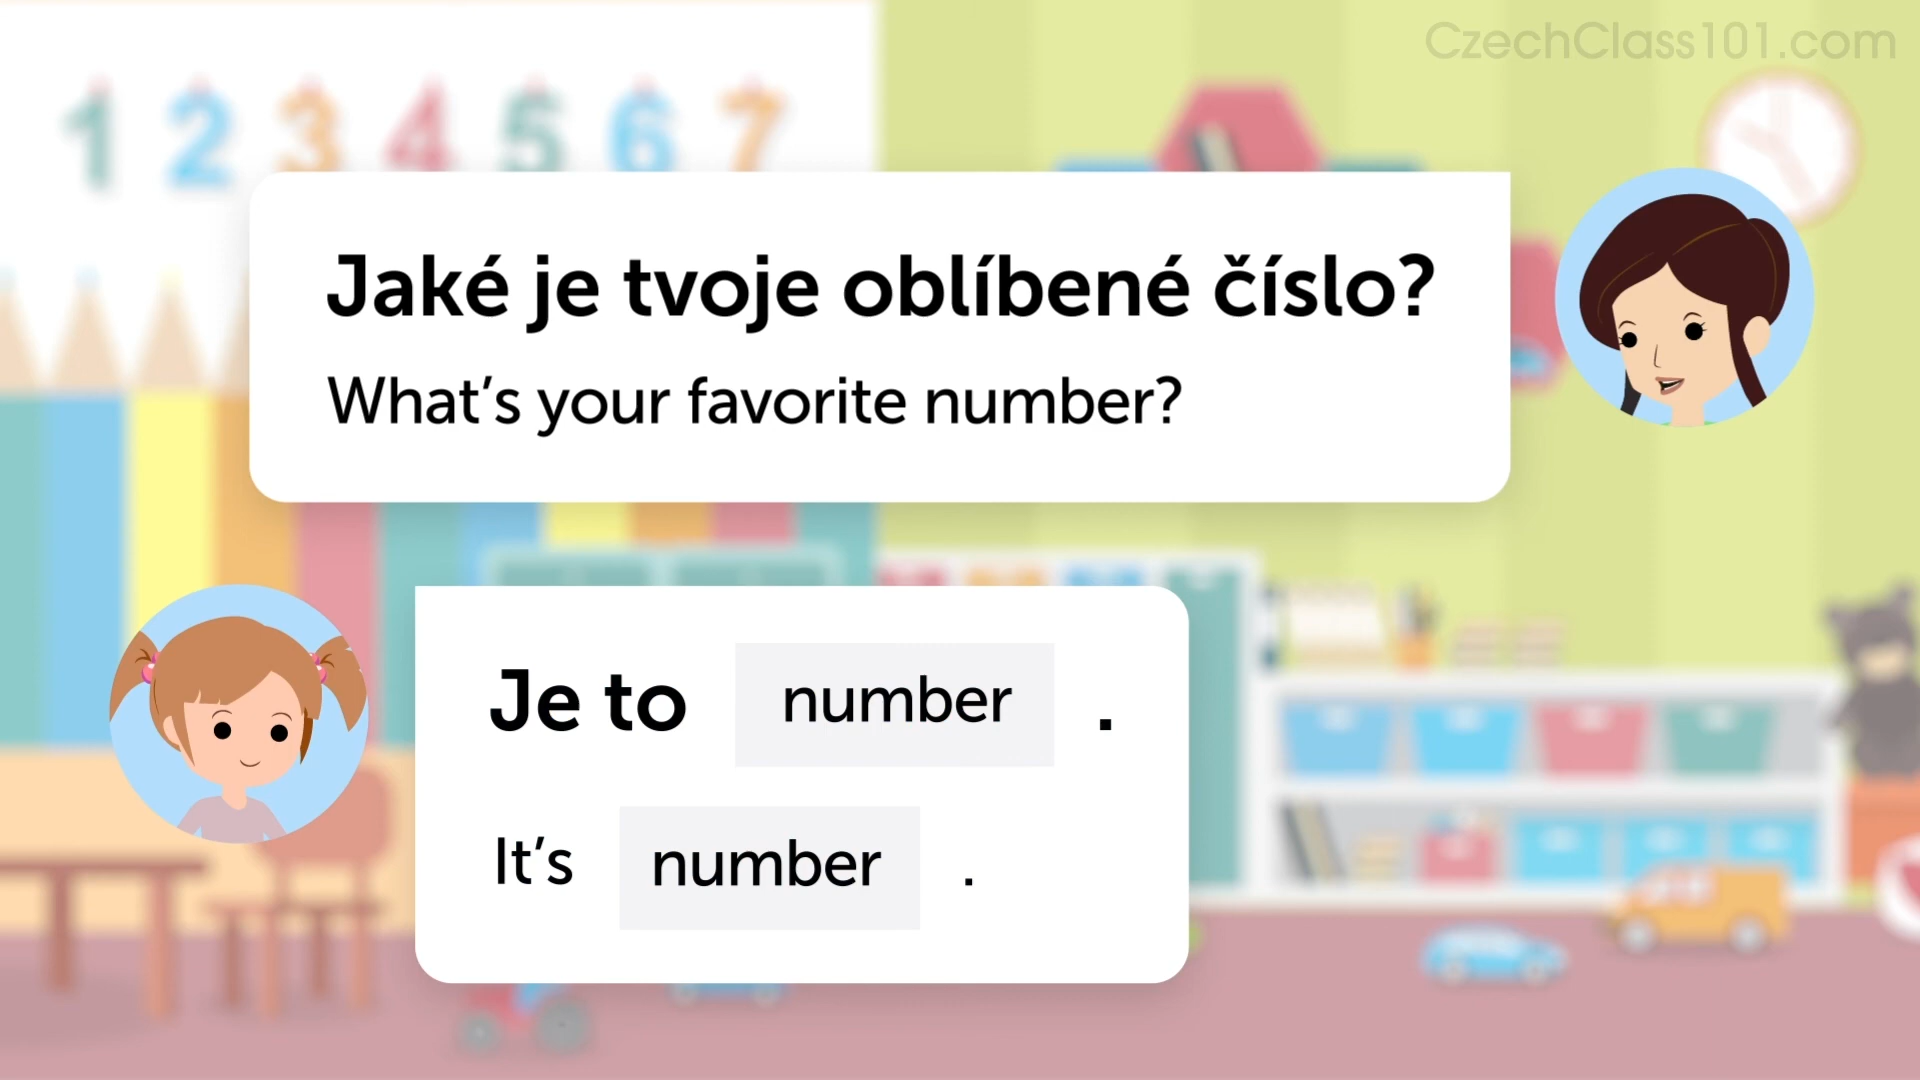 CzechClass101.com
1 2 3 4 5 6 7
Jaké je tvoje oblíbené číslo?
What's your favorite number?
Je to number .
It's number .